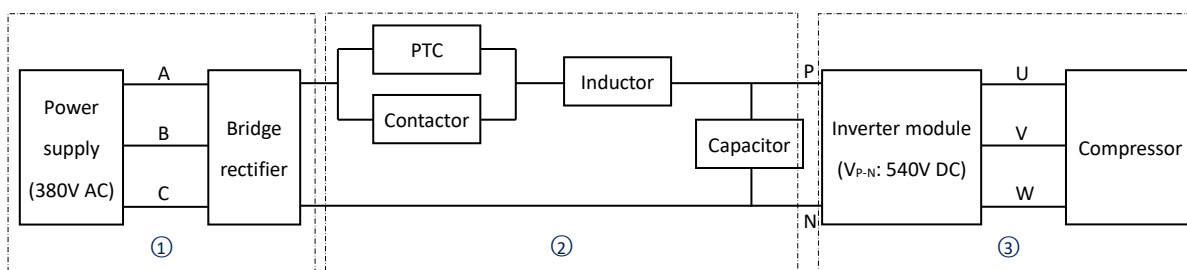 Power
supply
(380V AC)
A
B
C
Bridge
rectifier
PTC
Contactor
Inductor
Capacitor
P
N
Inverter module
(VP-N: 540V DC)
U
V
W
Compressor
①
②
③